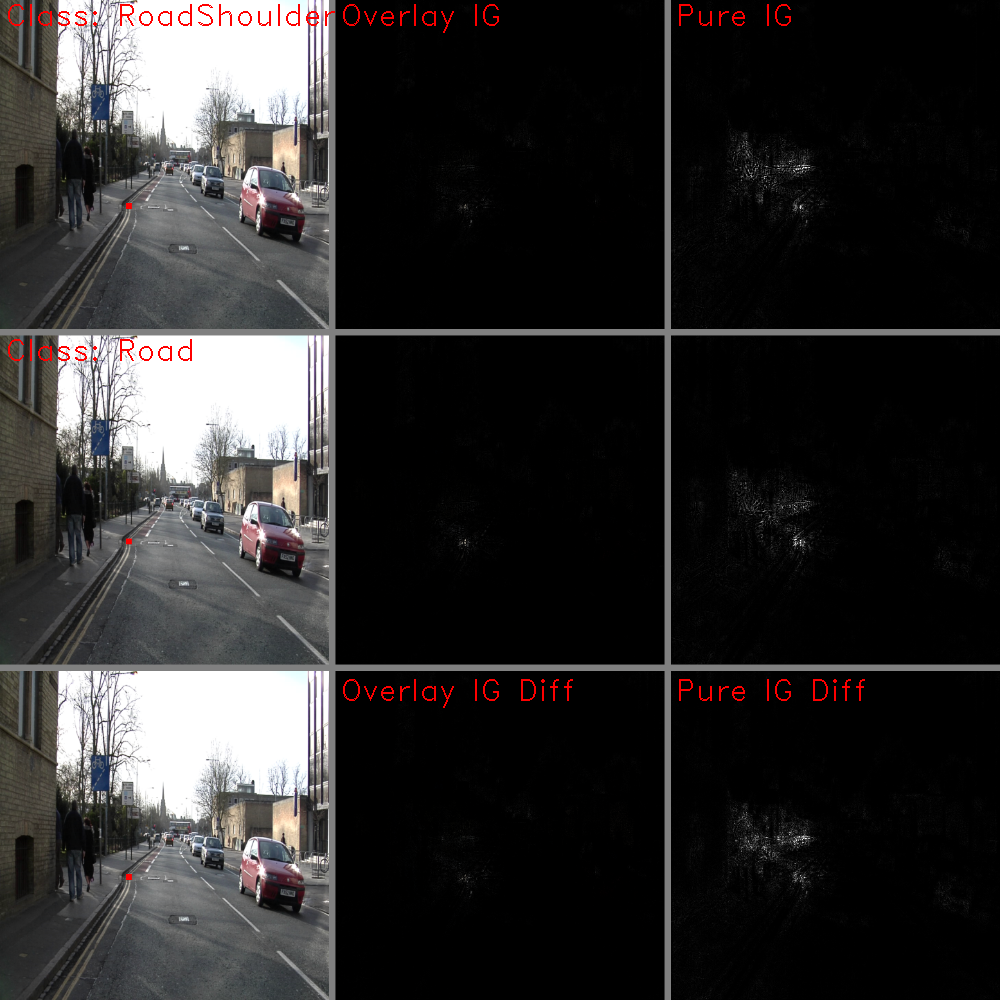 Class: RoadShoulder
Overlay IG
Pure IG
Class: Road
Overlay IG Diff
Pure IG Diff